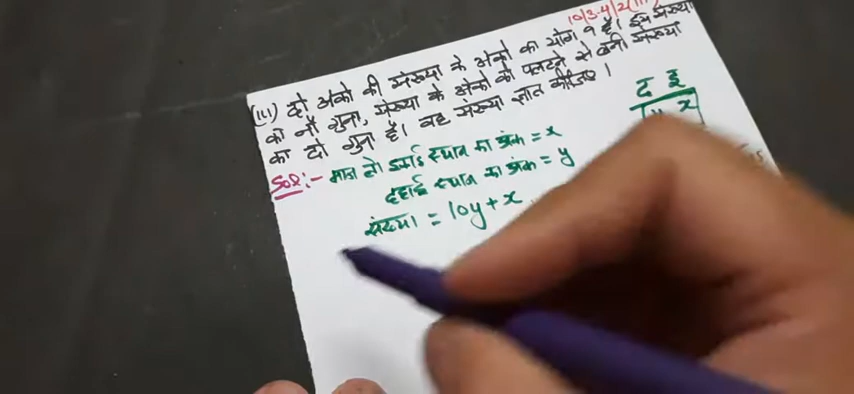 10/3.4/2(iii)
(iii) दो अंकों की संख्या के अंकों का योग 9 है। इस संख्या
का नौ गुना, संख्या के अंकों को पलटने से बनी संख्या
का दो गुना है। वह संख्या ज्ञात कीजिए।
द इ
y x
Sol:- मान लो इकाई स्थान का अंक = x
दहाई स्थान का अंक = y
संख्या = 10y + x